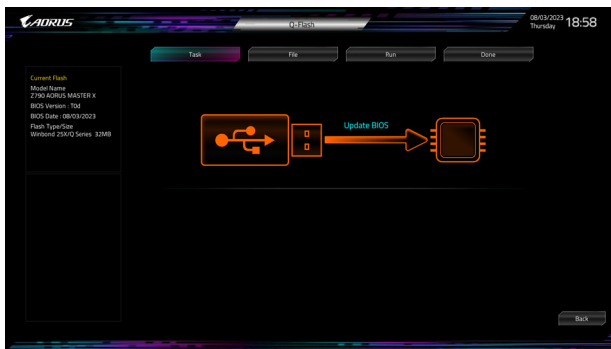 AORUS
Q-Flash
08/03/2023
Thursday
18:58
Task
File
Run
Done
Current Flash
Model Name
Z790 AORUS MASTER X
BIOS Version : T0d
BIOS Date : 08/03/2023
Flash Type/Size
Winbond 25X/Q Series 32MB
Update BIOS
Back